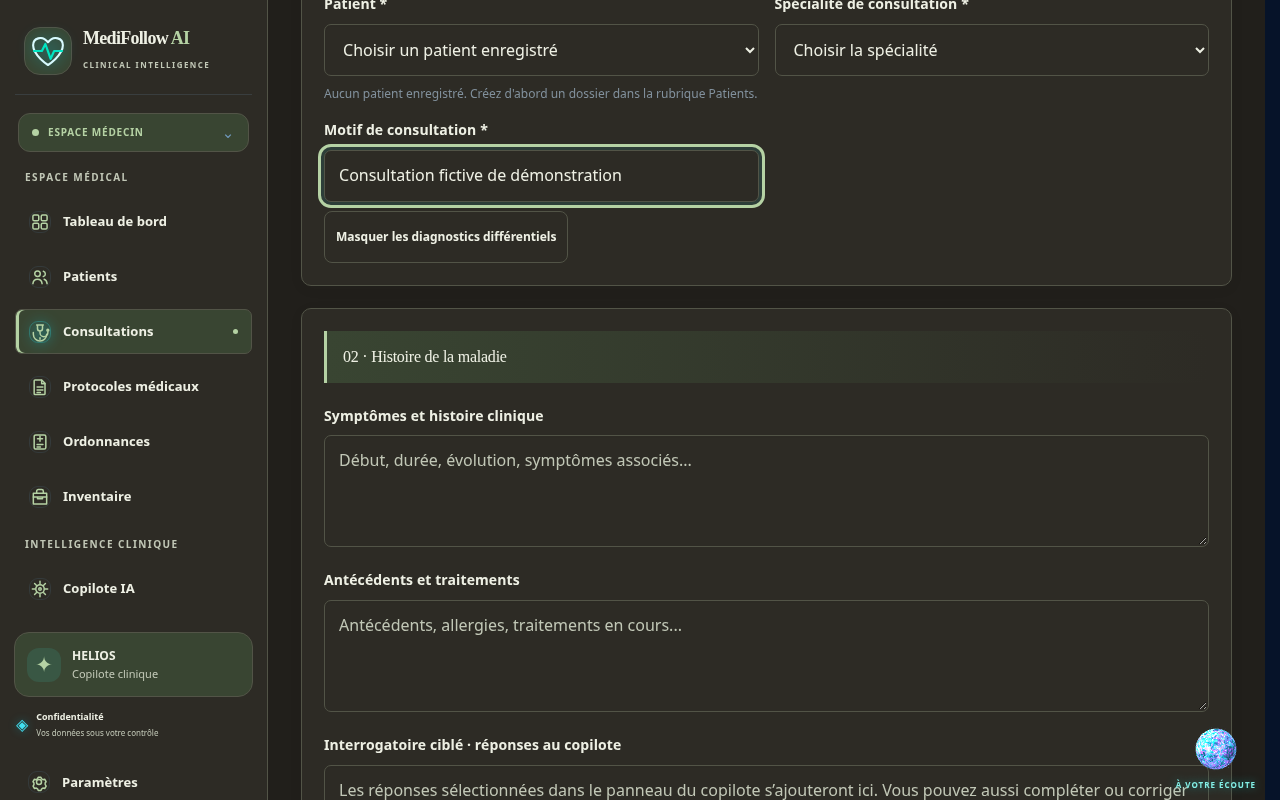 MediFollow AI
CLINICAL INTELLIGENCE
ESPACE MÉDECIN
ESPACE MÉDICAL
Tableau de bord
Patients
Consultations
Protocoles médicaux
Ordonnances
Inventaire
INTELLIGENCE CLINIQUE
Copilote IA
HELIOS
Copilote clinique
Confidentialité
Vos données sous votre contrôle
Paramètres
Patient *
Spécialité de consultation *
Choisir un patient enregistré
Choisir la spécialité
Aucun patient enregistré. Créez d'abord un dossier dans la rubrique Patients.
Motif de consultation *
Consultation fictive de démonstration
Masquer les diagnostics différentiels
02 · Histoire de la maladie
Symptômes et histoire clinique
Début, durée, évolution, symptômes associés...
Antécédents et traitements
Antécédents, allergies, traitements en cours...
Interrogatoire ciblé · réponses au copilote
Les réponses sélectionnées dans le panneau du copilote s’ajouteront ici. Vous pouvez aussi compléter ou corriger
À VOTRE ÉCOUTE